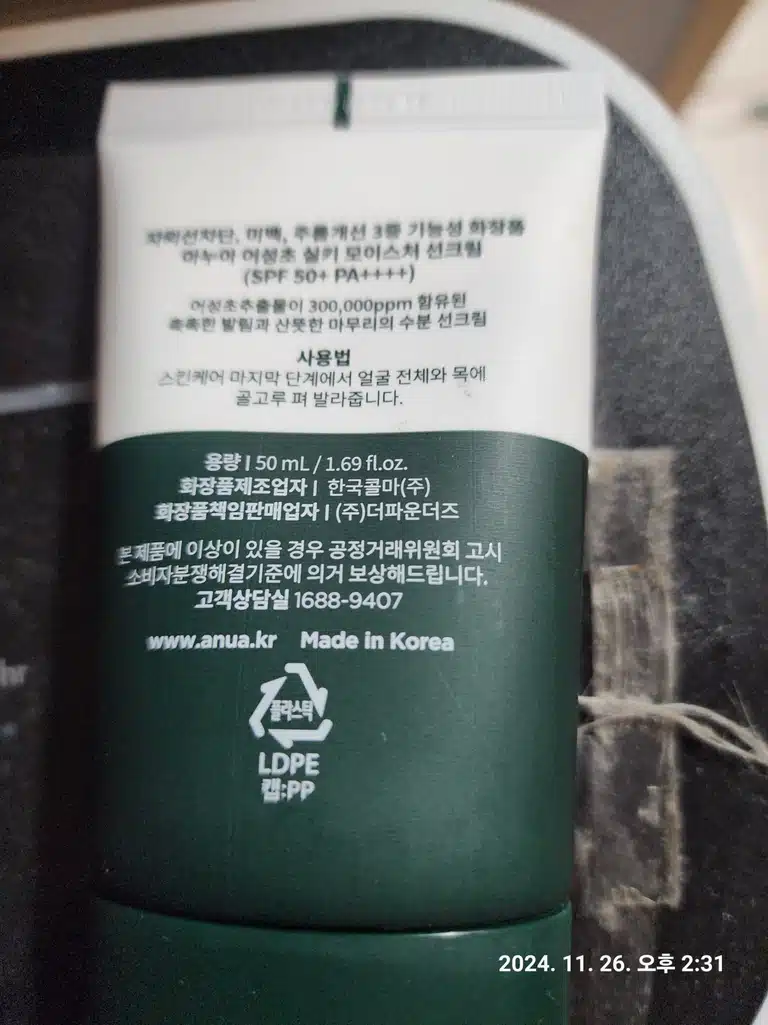 자외선차단, 미백, 주름개선 3중 기능성 화장품
아누아 어성초 실키 모이스처 선크림
(SPF 50+ PA++++)
어성초추출물이 300,000ppm 함유된
촉촉한 발림과 산뜻한 마무리의 수분 선크림
사용법
스킨케어 마지막 단계에서 얼굴 전체와 목에
골고루 펴 발라줍니다.
용량 | 50 mL / 1.69 fl.oz.
화장품제조업자 | 한국콜마(주)
화장품책임판매업자 | (주)더파운더즈
본 제품에 이상이 있을 경우 공정거래위원회 고시
소비자분쟁해결기준에 의거 보상해드립니다.
고객상담실 1688-9407
www.anua.kr Made in Korea
플라스틱
LDPE
캡:PP
hr
2024. 11. 26. 오후 2:31